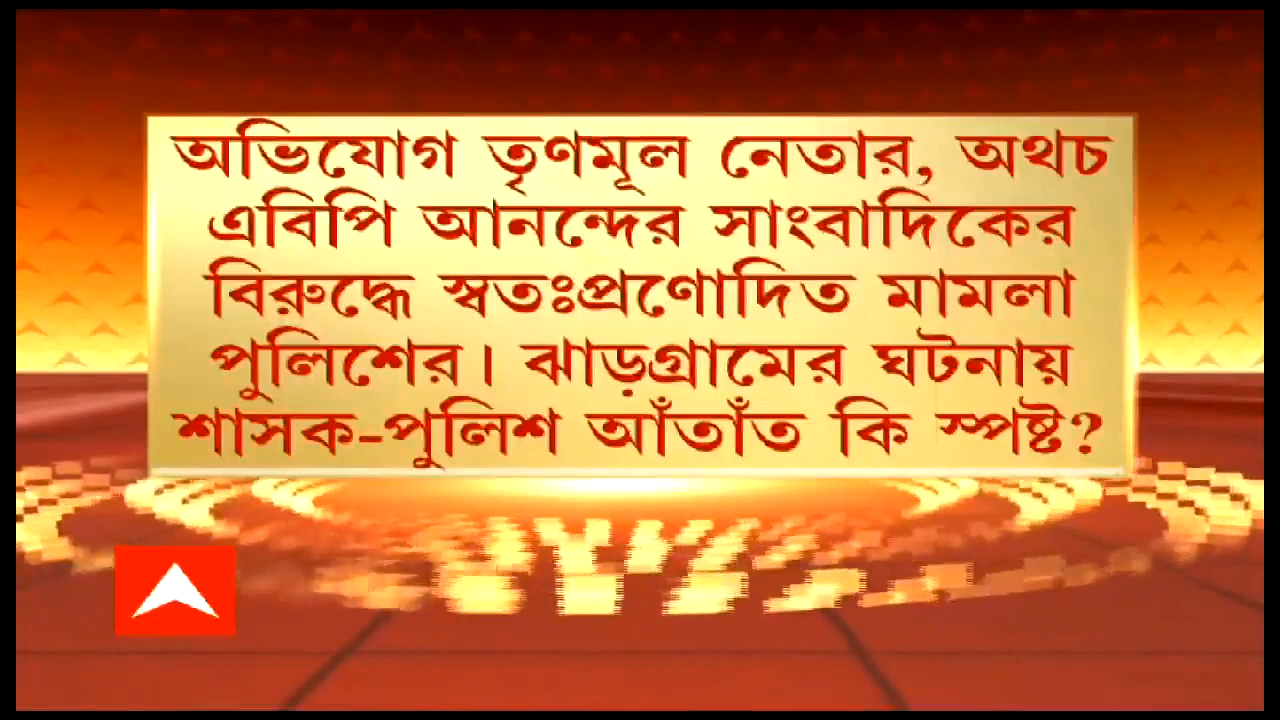 অভিযোগ তৃণমূল নেতার, অথচ
এবিপি আনন্দের সাংবাদিকের
বিরুদ্ধে স্বতঃপ্রণোদিত মামলা
পুলিশের। ঝাড়গ্রামের ঘটনায়
শাসক-পুলিশ আঁতাঁত কি স্পষ্ট?